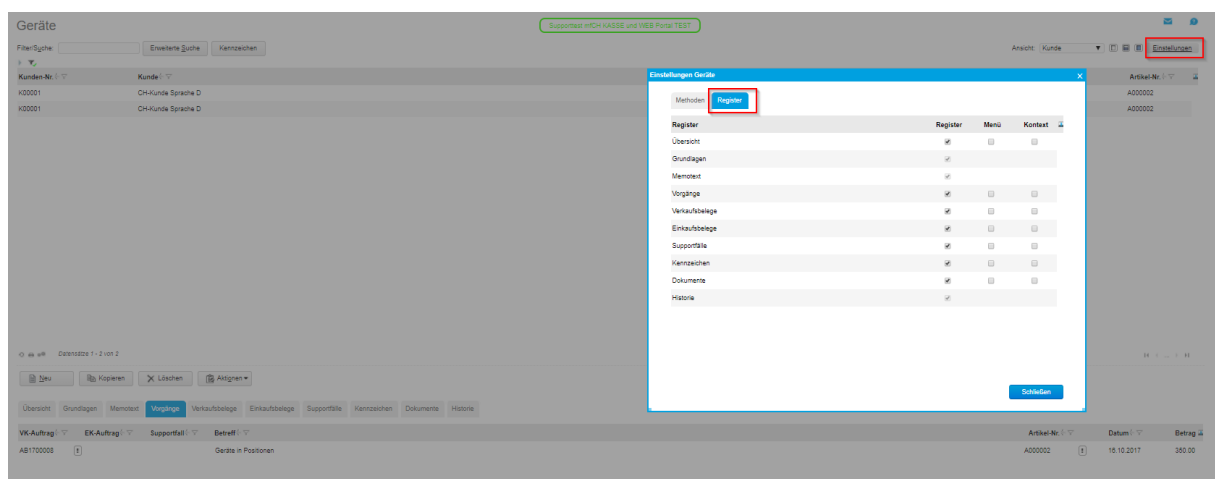 Geräte
Supporttest mfCH KASSE und WEB Portal TEST
Filter/Suche: Erweiterte Suche Kennzeichen Ansicht: Kunde Einstellungen
Kunden-Nr. Kunde Artikel-Nr.
K00001 CH-Kunde Sprache D A000002
K00001 CH-Kunde Sprache D A000002
Einstellungen Geräte X
Methoden Register
Register Register Menü Kontext
Übersicht
Grundlagen
Memotext
Vorgänge
Verkaufsbelege
Einkaufsbelege
Supportfälle
Kennzeichen
Dokumente
Historie
Datensätze 1 - 2 von 2
Neu Kopieren Löschen Aktionen
Schließen
Übersicht Grundlagen Memotext Vorgänge Verkaufsbelege Einkaufsbelege Supportfälle Kennzeichen Dokumente Historie
VK-Auftrag EK-Auftrag Supportfall Betreff Artikel-Nr. Datum Betrag
AB1700008 Geräte in Positionen A000002 18.10.2017 350.00